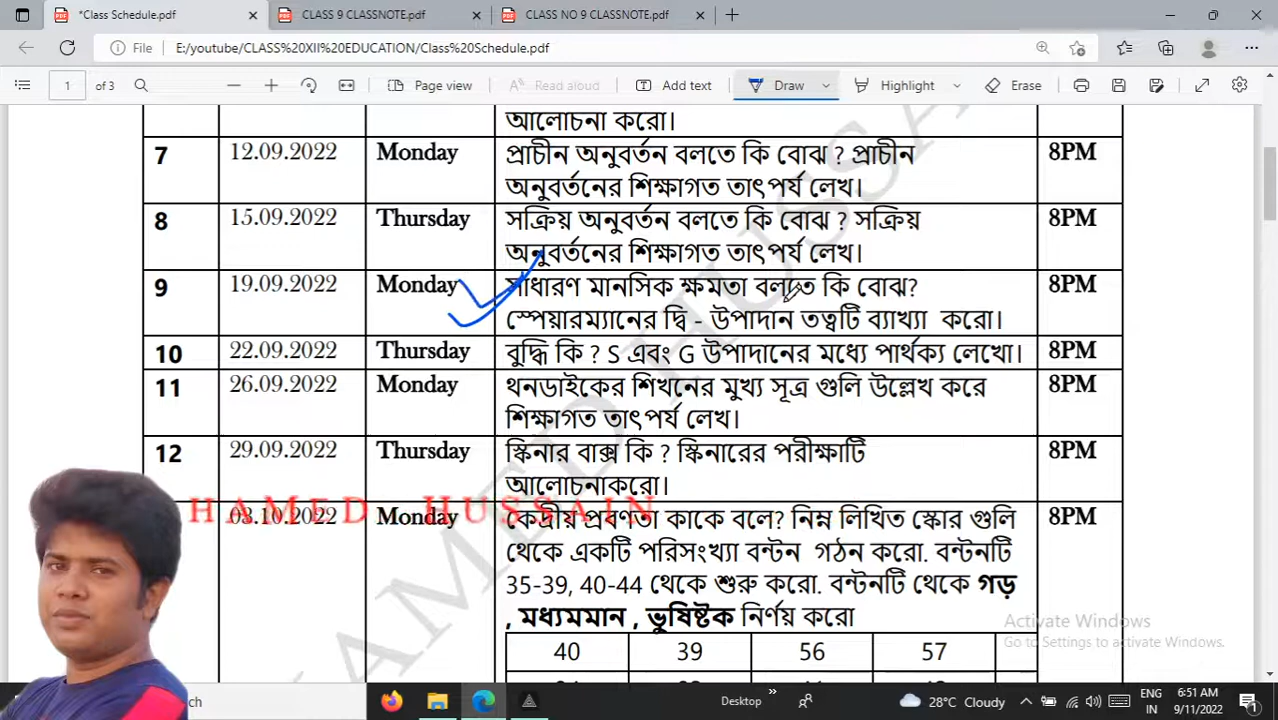 *Class Schedule.pdf
CLASS 9 CLASSNOTE.pdf
CLASS NO 9 CLASSNOTE.pdf
File
E:/youtube/CLASS%20XII%20EDUCATION/Class%20Schedule.pdf
1 of 3
Page view
Read aloud
Add text
Draw
Highlight
Erase
আলোচনা করো।
7 12.09.2022 Monday প্রাচীন অনুবর্তন বলতে কি বোঝ ? প্রাচীন 8PM
অনুবর্তনের শিক্ষাগত তাৎপর্য লেখ।
8 15.09.2022 Thursday সক্রিয় অনুবর্তন বলতে কি বোঝ ? সক্রিয় 8PM
অনুবর্তনের শিক্ষাগত তাৎপর্য লেখ।
9 19.09.2022 Monday সাধারণ মানসিক ক্ষমতা বলতে কি বোঝ? 8PM
স্পেয়ারম্যানের দ্বি - উপাদান তত্বটি ব্যাখ্যা করো।
10 22.09.2022 Thursday বুদ্ধি কি ? S এবং G উপাদানের মধ্যে পার্থক্য লেখো। 8PM
11 26.09.2022 Monday থনডাইকের শিখনের মুখ্য সূত্র গুলি উল্লেখ করে 8PM
শিক্ষাগত তাৎপর্য লেখ।
12 29.09.2022 Thursday স্কিনার বাক্স কি ? স্কিনারের পরীক্ষাটি 8PM
আলোচনাকরো।
HAMED HUSSAIN
03.10.2022 Monday কেদ্রীয় প্রবণতা কাকে বলে? নিম্ন লিখিত স্কোর গুলি 8PM
থেকে একটি পরিসংখ্যা বন্টন গঠন করো. বন্টনটি
35-39, 40-44 থেকে শুরু করো. বন্টনটি থেকে গড়
, মধ্যমমান , ভুষিষ্টক নির্ণয় করো
40 39 56 57
HAMED HUSSA
Activate Windows
Go to Settings to activate Windows.
rch
Desktop
28°C Cloudy
ENG
IN
6:51 AM
9/11/2022
1